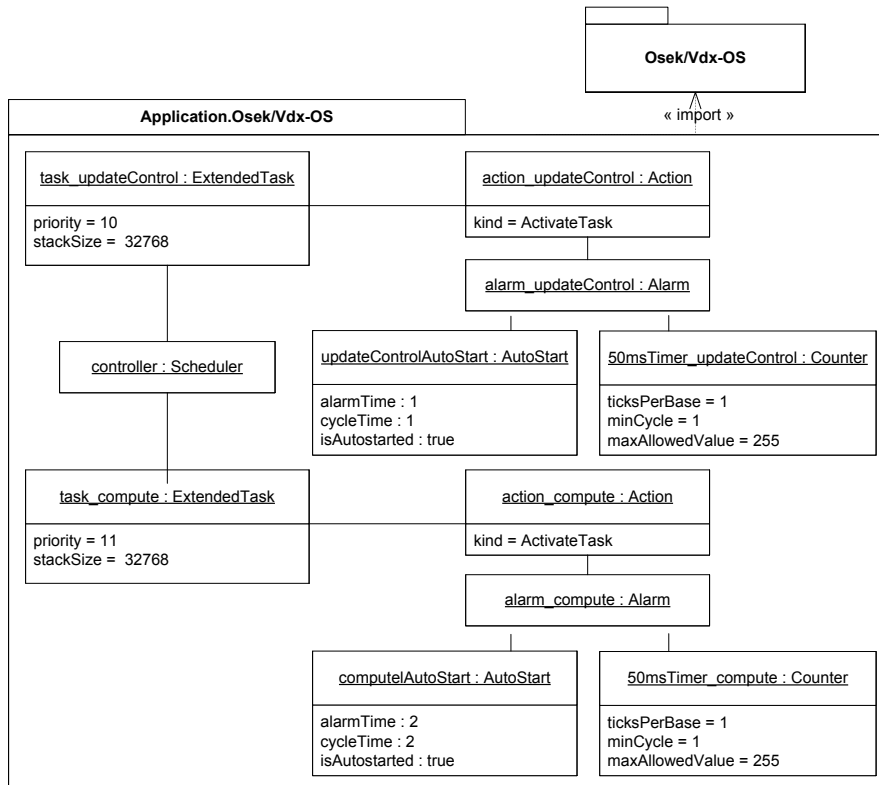 Osek/Vdx-OS
Application.Osek/Vdx-OS
« import »
task_updateControl : ExtendedTask
priority = 10
stackSize = 32768
action_updateControl : Action
kind = ActivateTask
alarm_updateControl : Alarm
controller : Scheduler
updateControlAutoStart : AutoStart
alarmTime : 1
cycleTime : 1
isAutostarted : true
50msTimer_updateControl : Counter
ticksPerBase = 1
minCycle = 1
maxAllowedValue = 255
task_compute : ExtendedTask
priority = 11
stackSize = 32768
action_compute : Action
kind = ActivateTask
alarm_compute : Alarm
computelAutoStart : AutoStart
alarmTime : 2
cycleTime : 2
isAutostarted : true
50msTimer_compute : Counter
ticksPerBase = 1
minCycle = 1
maxAllowedValue = 255